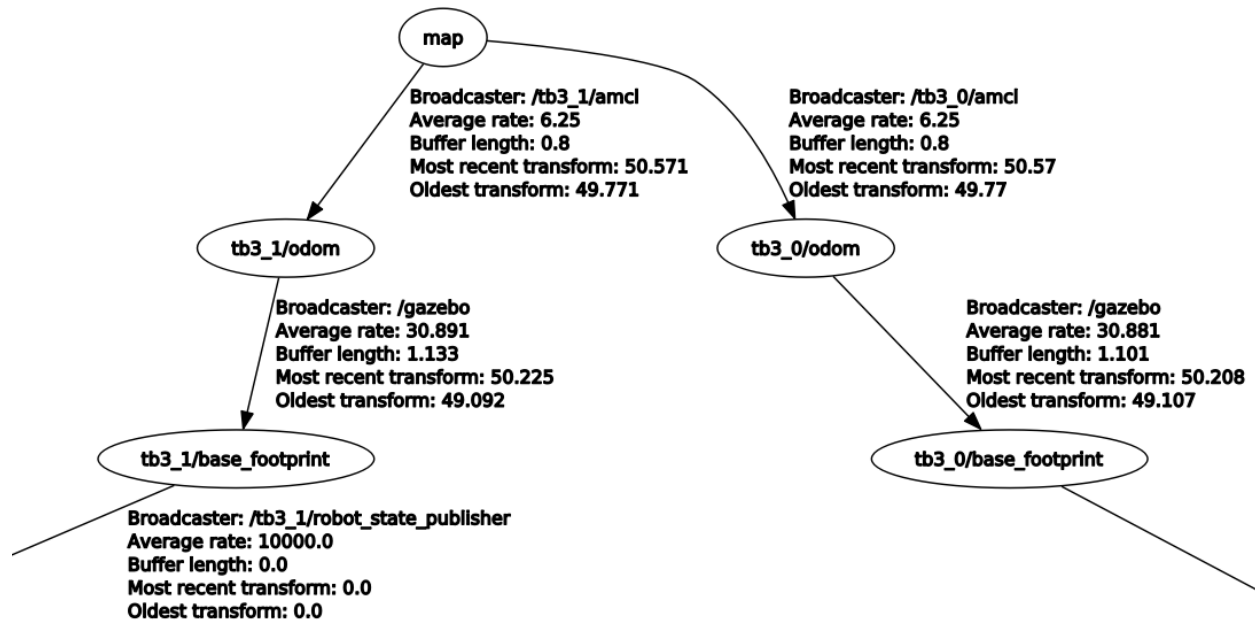 map
Broadcaster: /tb3_1/amcl
Average rate: 6.25
Buffer length: 0.8
Most recent transform: 50.571
Oldest transform: 49.771
Broadcaster: /tb3_0/amcl
Average rate: 6.25
Buffer length: 0.8
Most recent transform: 50.57
Oldest transform: 49.77
tb3_1/odom
tb3_0/odom
Broadcaster: /gazebo
Average rate: 30.891
Buffer length: 1.133
Most recent transform: 50.225
Oldest transform: 49.092
Broadcaster: /gazebo
Average rate: 30.881
Buffer length: 1.101
Most recent transform: 50.208
Oldest transform: 49.107
tb3_1/base_footprint
tb3_0/base_footprint
Broadcaster: /tb3_1/robot_state_publisher
Average rate: 10000.0
Buffer length: 0.0
Most recent transform: 0.0
Oldest transform: 0.0